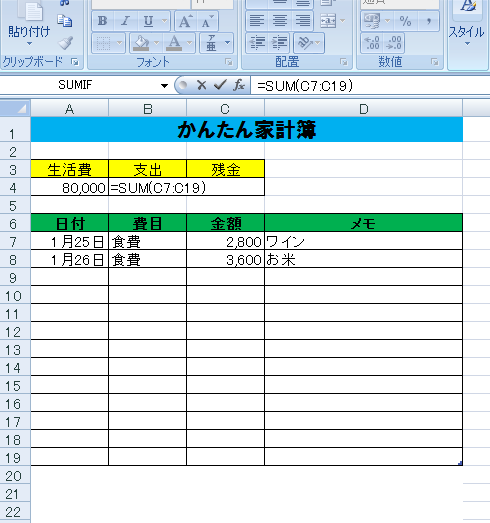 B I U A A
貼り付け
A ア亜
% ,
スタイル
クリップボード フォント 配置 数値
SUMIF fx =SUM(C7:C19)
A B C D
1 かんたん家計簿
2
3 生活費 支出 残金
4 80,000 =SUM(C7:C19)
5
6 日付 費目 金額 メモ
7 1月25日 食費 2,800 ワイン
8 1月26日 食費 3,600 お米
9
10
11
12
13
14
15
16
17
18
19
20
21
22